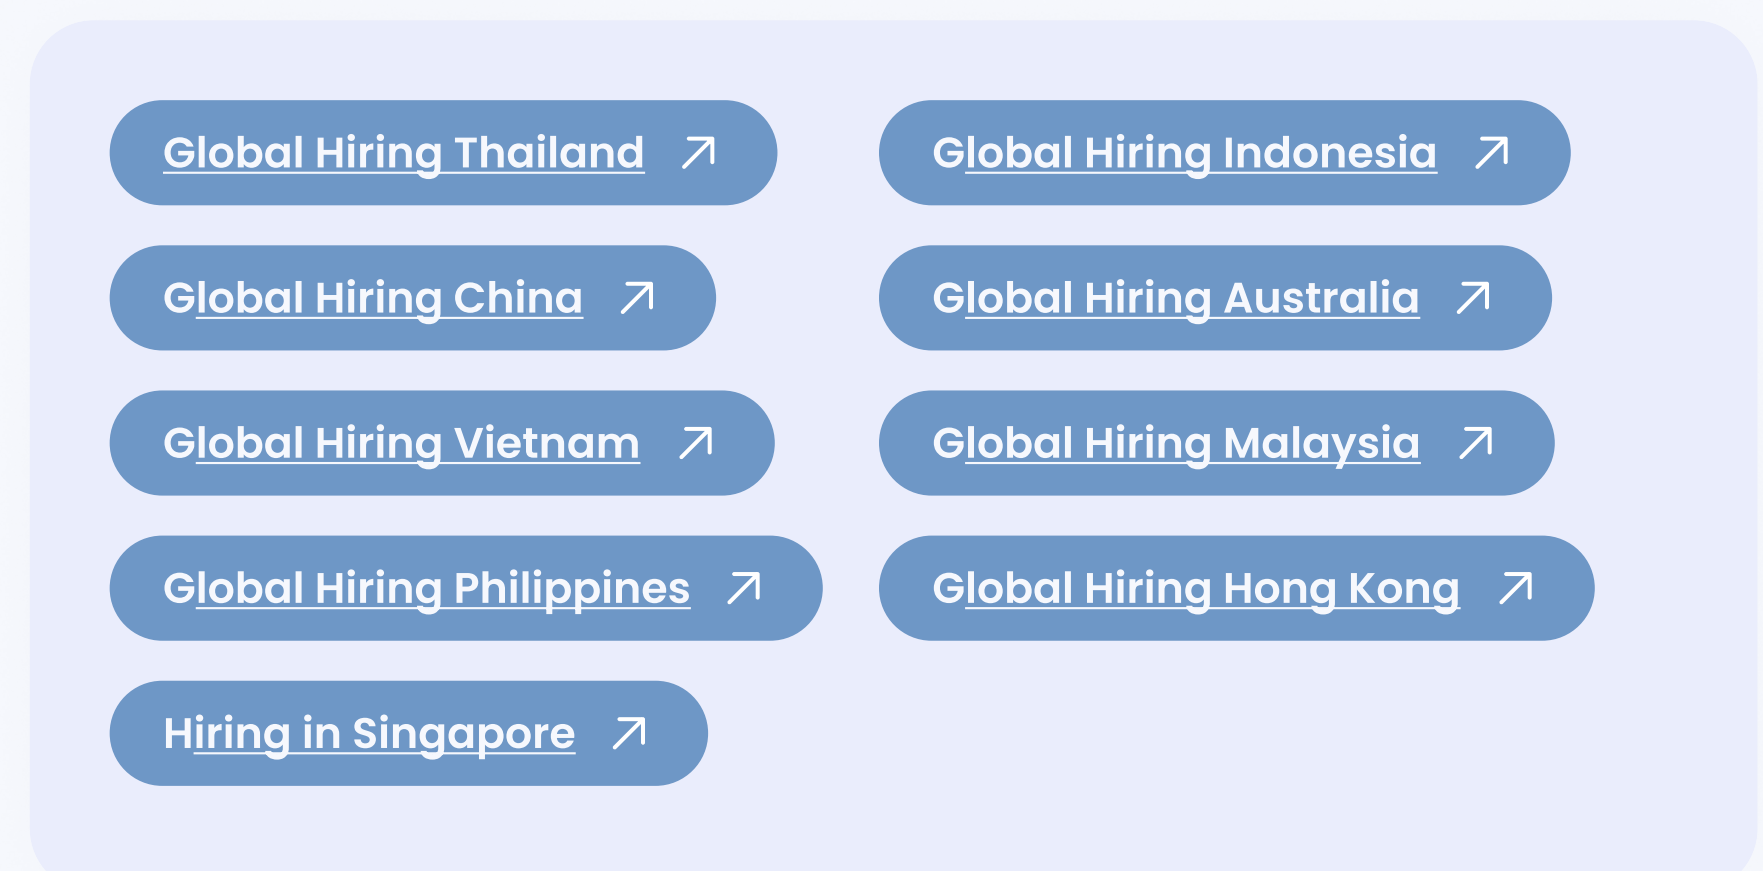 Global Hiring Thailand
Global Hiring Indonesia
Global Hiring China
Global Hiring Australia
Global Hiring Vietnam
Global Hiring Malaysia
Global Hiring Philippines
Global Hiring Hong Kong
Hiring in Singapore